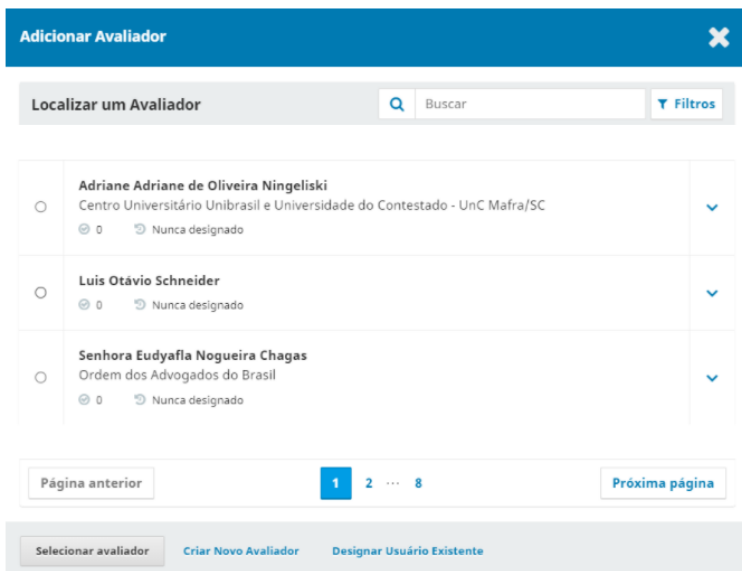 Adicionar Avaliador
Localizar um Avaliador
Buscar
Filtros
Adriane Adriane de Oliveira Ningeliski
Centro Universitário Unibrasil e Universidade do Contestado - UnC Mafra/SC
0 Nunca designado
Luis Otávio Schneider
0 Nunca designado
Senhora Eudyafla Nogueira Chagas
Ordem dos Advogados do Brasil
0 Nunca designado
Página anterior 1 2 ... 8 Próxima página
Selecionar avaliador Criar Novo Avaliador Designar Usuário Existente